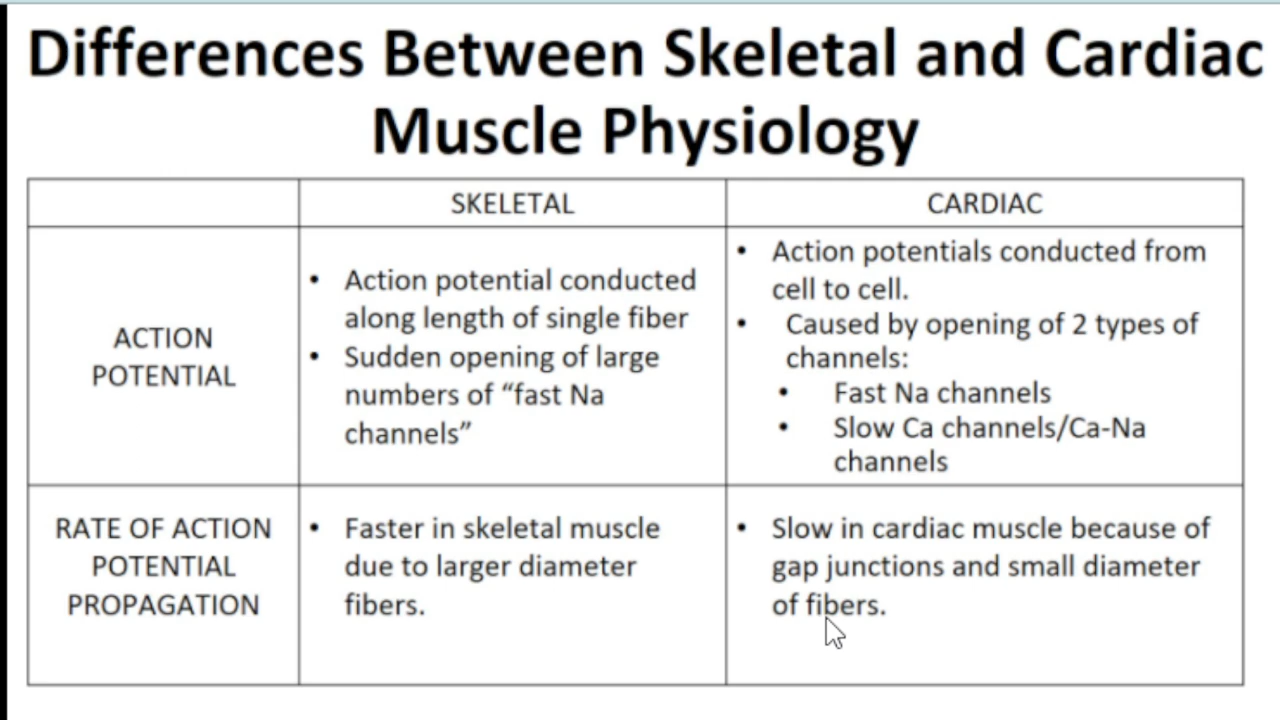 Differences Between Skeletal and Cardiac
Muscle Physiology
SKELETAL
CARDIAC
ACTION
POTENTIAL
• Action potential conducted
along length of single fiber
• Sudden opening of large
numbers of “fast Na
channels”
• Action potentials conducted from
cell to cell.
• Caused by opening of 2 types of
channels:
• Fast Na channels
• Slow Ca channels/Ca-Na
channels
RATE OF ACTION
POTENTIAL
PROPAGATION
• Faster in skeletal muscle
due to larger diameter
fibers.
• Slow in cardiac muscle because of
gap junctions and small diameter
of fibers.